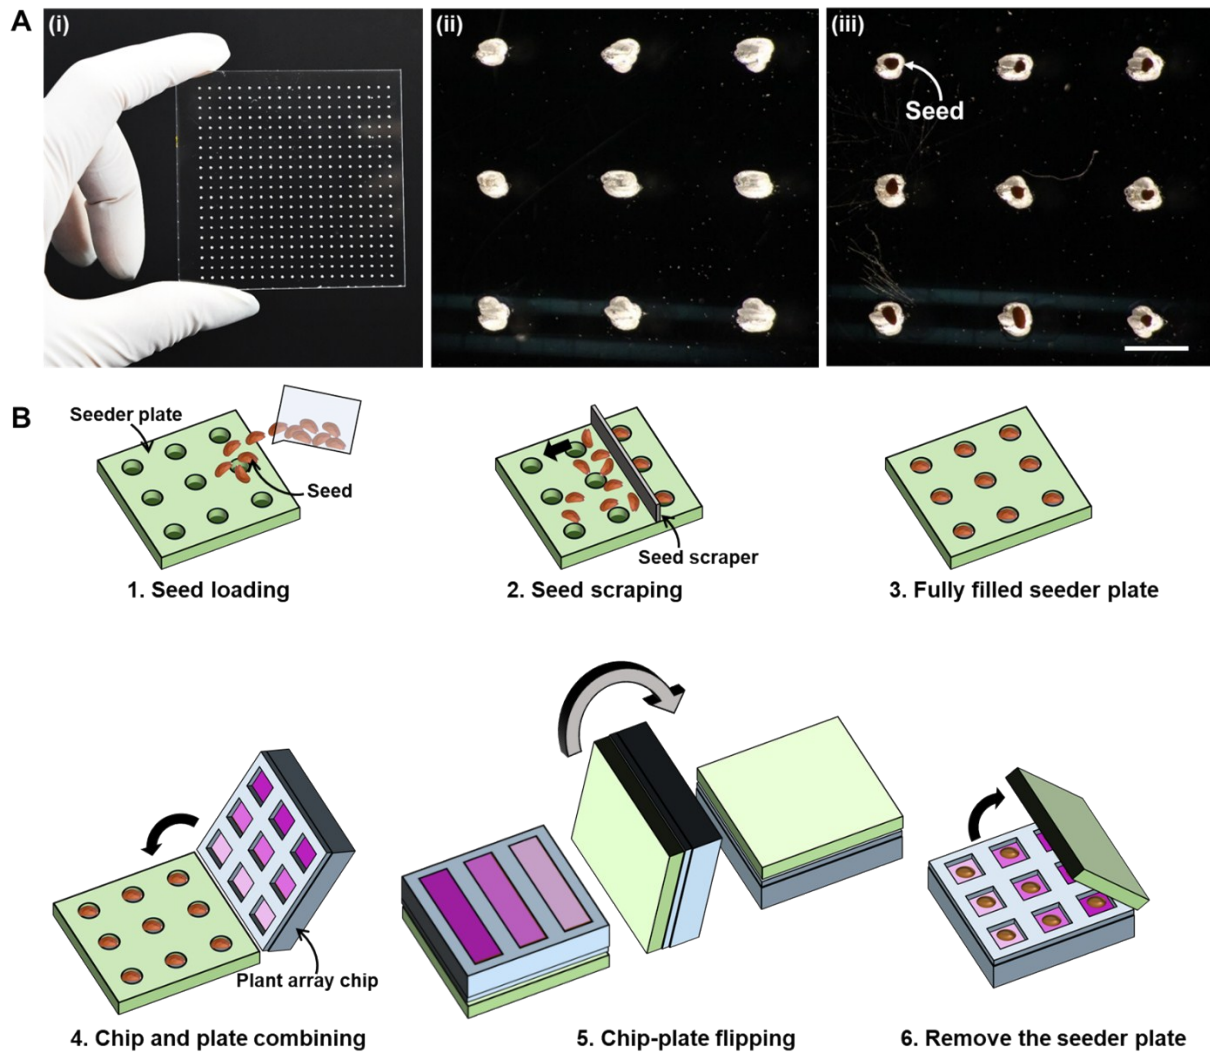 A
(i)
(ii)
(iii)
Seed
B
Seeder plate
Seed
1. Seed loading
Seed scraper
2. Seed scraping
3. Fully filled seeder plate
Plant array chip
4. Chip and plate combining
5. Chip-plate flipping
6. Remove the seeder plate